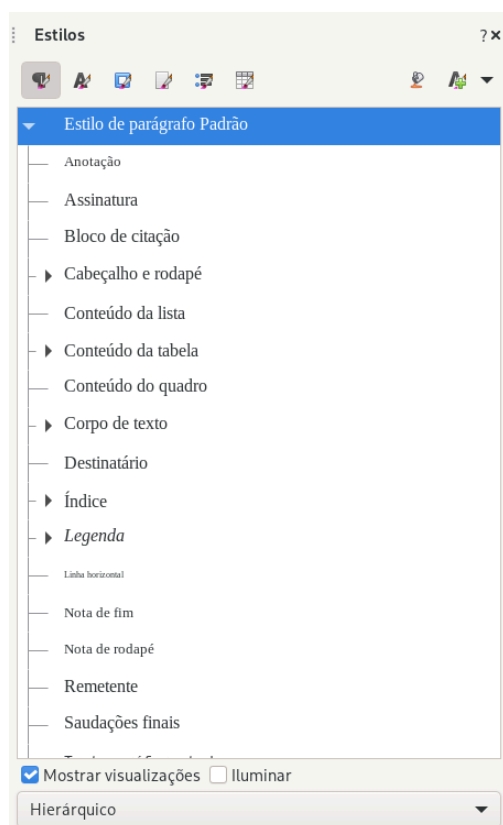 Estilos
?
Estilo de parágrafo Padrão
Anotação
Assinatura
Bloco de citação
Cabeçalho e rodapé
Conteúdo da lista
Conteúdo da tabela
Conteúdo do quadro
Corpo de texto
Destinatário
Índice
Legenda
Linha horizontal
Nota de fim
Nota de rodapé
Remetente
Saudações finais
Mostrar visualizações Iluminar
Hierárquico